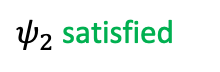 ψ₂ satisfied